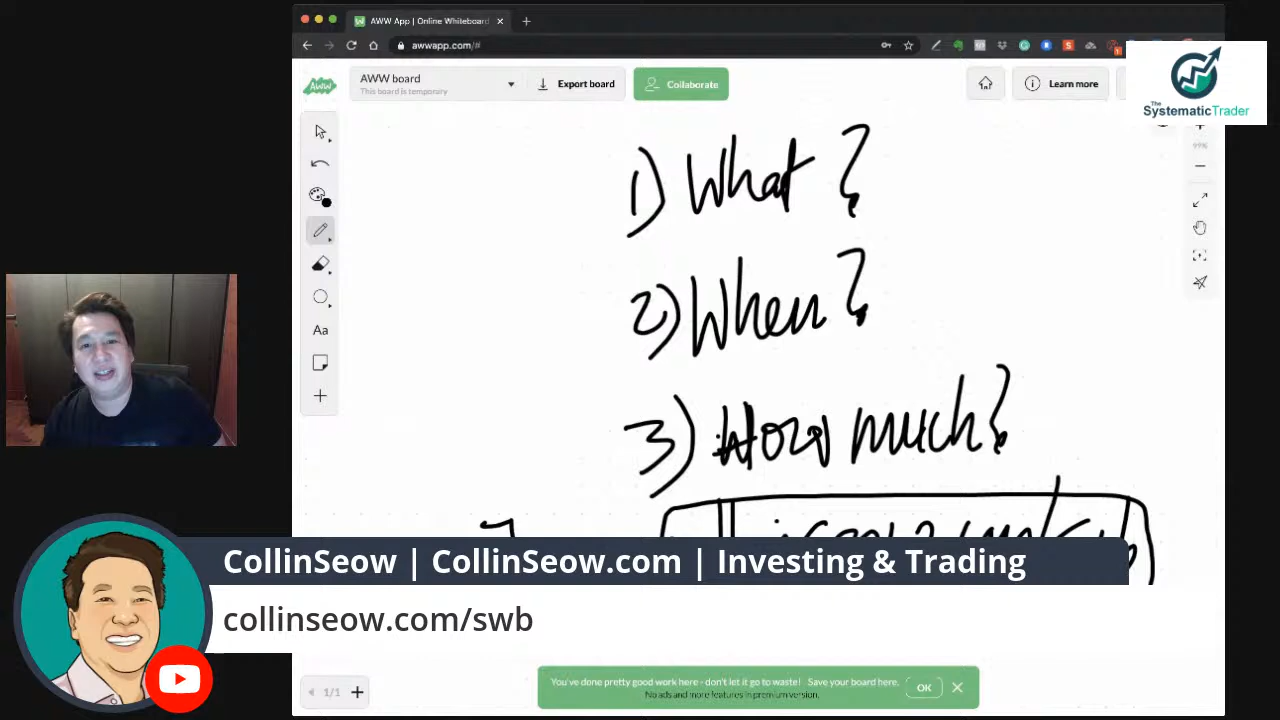 AWW App | Online Whiteboard
awwapp.com/#
AWW
AWW board
This board is temporary
Export board
Collaborate
Learn more
The
SystematicTrader
99%
1) What?
2) When?
3) How much?
Aa
CollinSeow | CollinSeow.com | Investing & Trading
collinseow.com/swb
1/1
You've done pretty good work here - don't let it go to waste! Save your board here.
No ads and more features in premium version.
OK